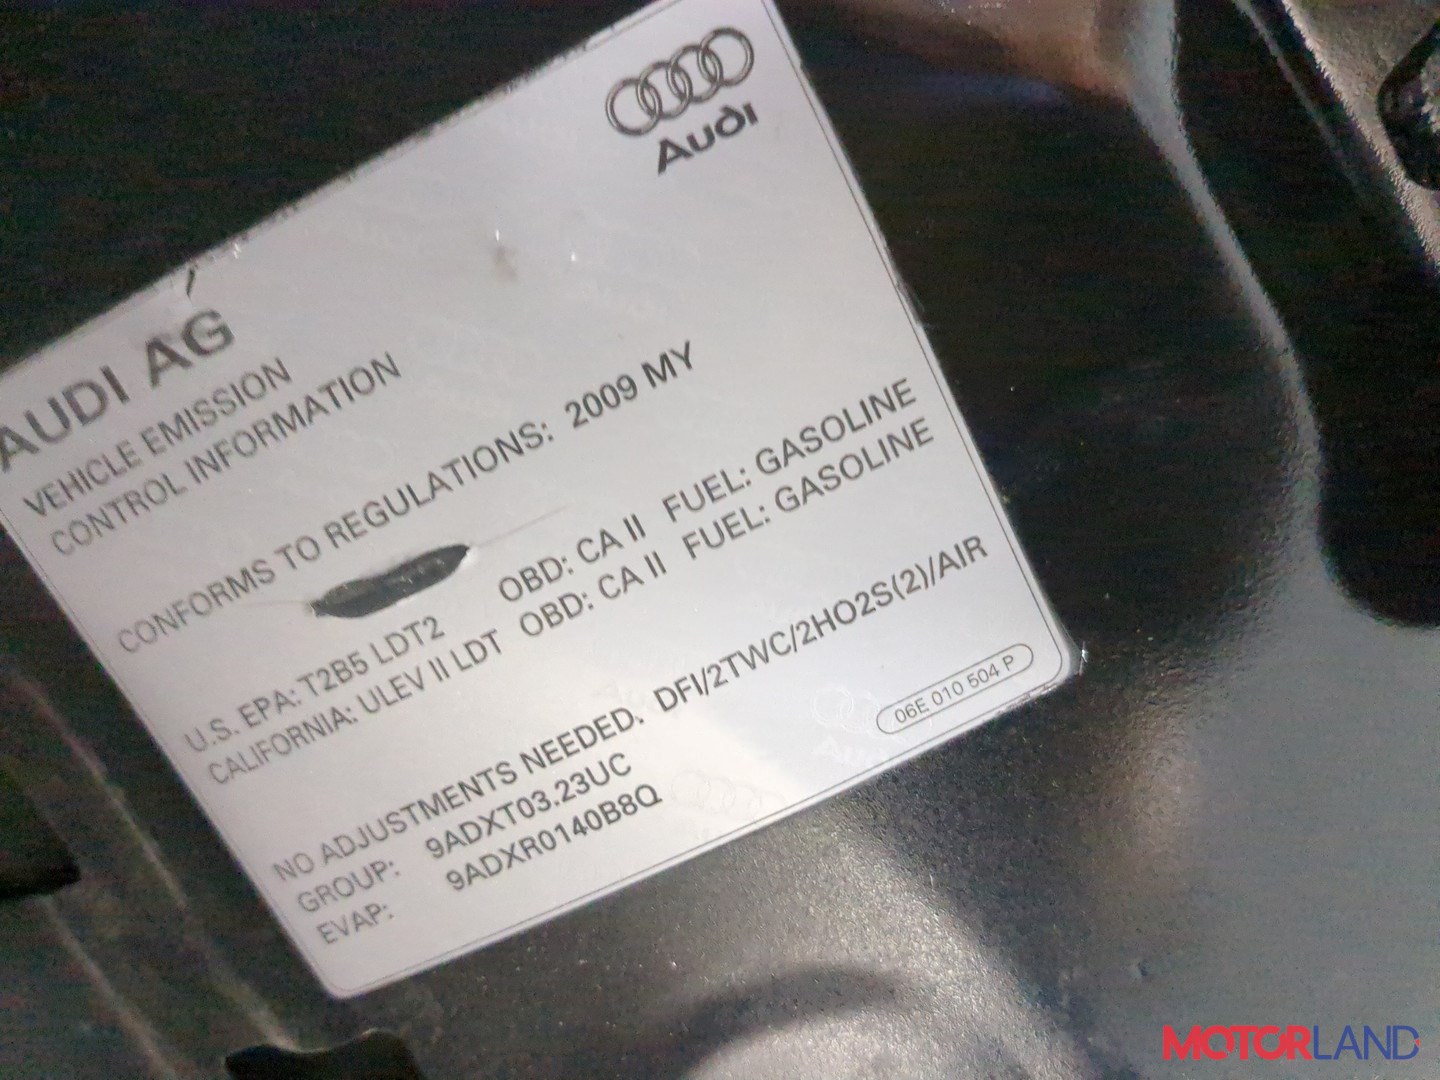 Audi
AUDI AG
VEHICLE EMISSION
CONTROL INFORMATION
CONFORMS TO REGULATIONS: 2009 MY
U.S. EPA: T2B5 LDT2 OBD: CA II FUEL: GASOLINE
CALIFORNIA: ULEV II LDT OBD: CA II FUEL: GASOLINE
NO ADJUSTMENTS NEEDED. DFI/2TWC/2HO2S(2)/AIR
GROUP: 9ADXT03.23UC
EVAP: 9ADXR0140B8Q
06E 010 504 P
MOTORLAND